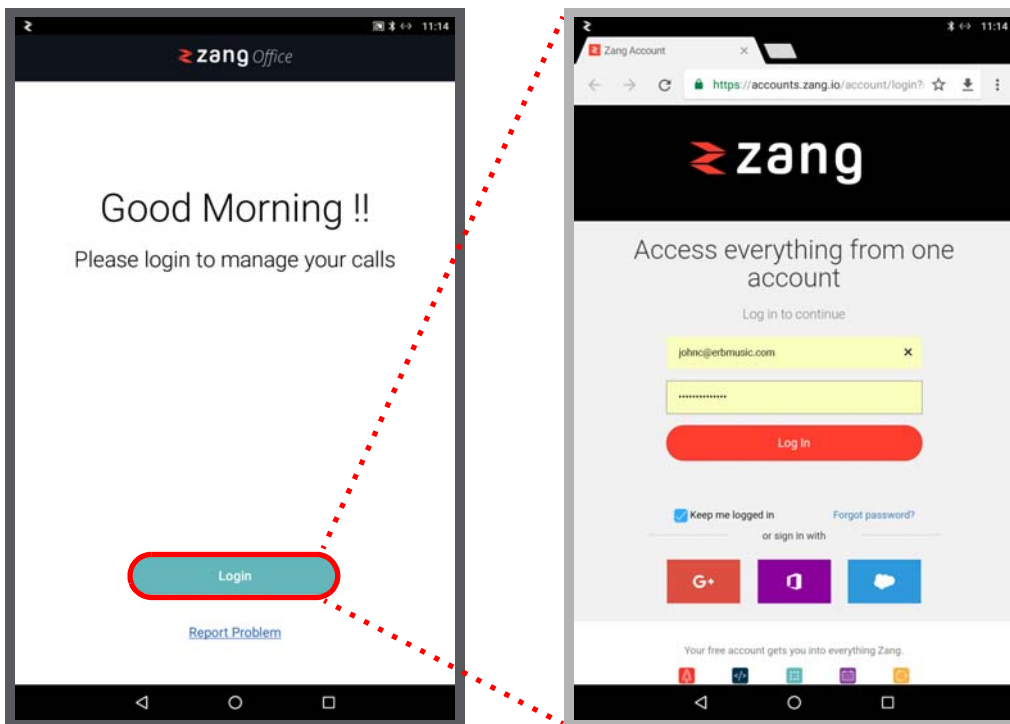 11:14
zang Office
Good Morning !!
Please login to manage your calls
Login
Report Problem
11:14
Zang Account
https://accounts.zang.io/account/login?
zang
Access everything from one
account
Log in to continue
johnc@erbmusic.com
••••••••••••••
Log In
Keep me logged in
Forgot password?
or sign in with
G+
Your free account gets you into everything Zang.